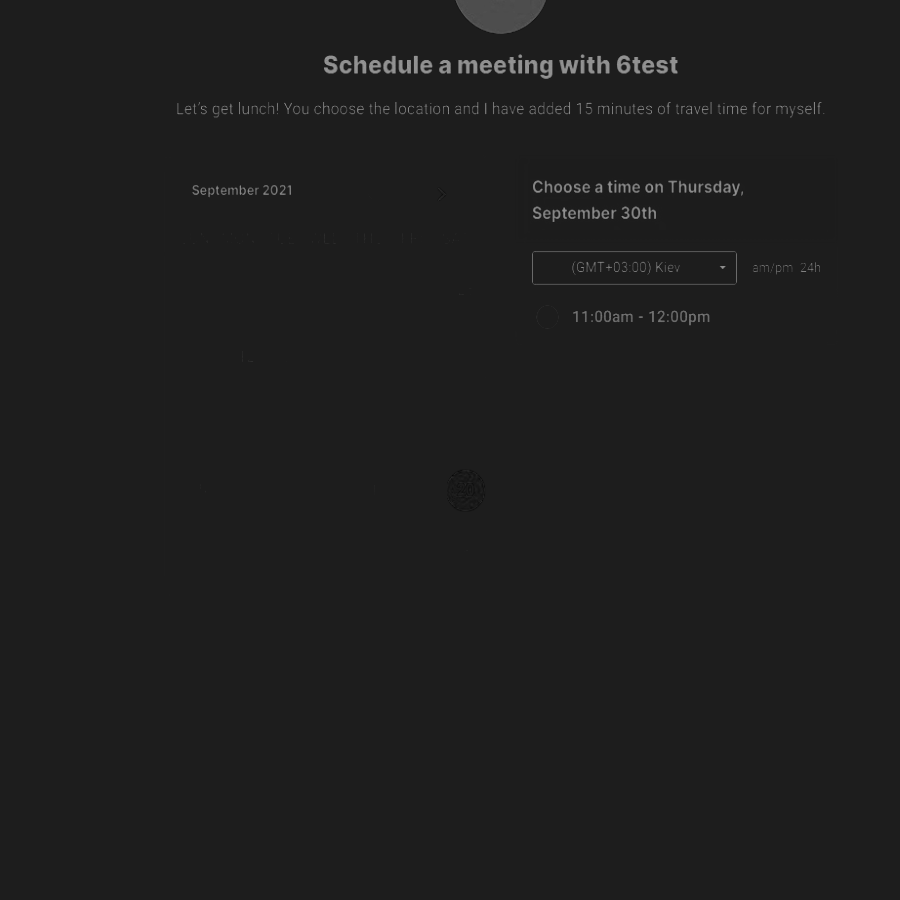 Schedule a meeting with 6test
Let's get lunch! You choose the location and I have added 15 minutes of travel time for myself.
September 2021
Choose a time on Thursday,
September 30th
(GMT+03:00) Kiev
am/pm 24h
11:00am - 12:00pm